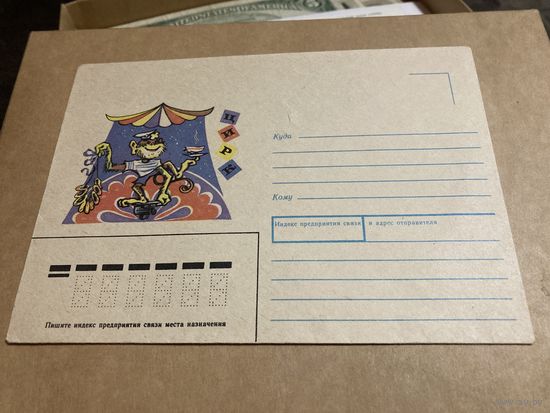 ЦИРК
Куда
Кому
Индекс предприятия связи и адрес отправителя
Пишите индекс предприятия связи места назначения